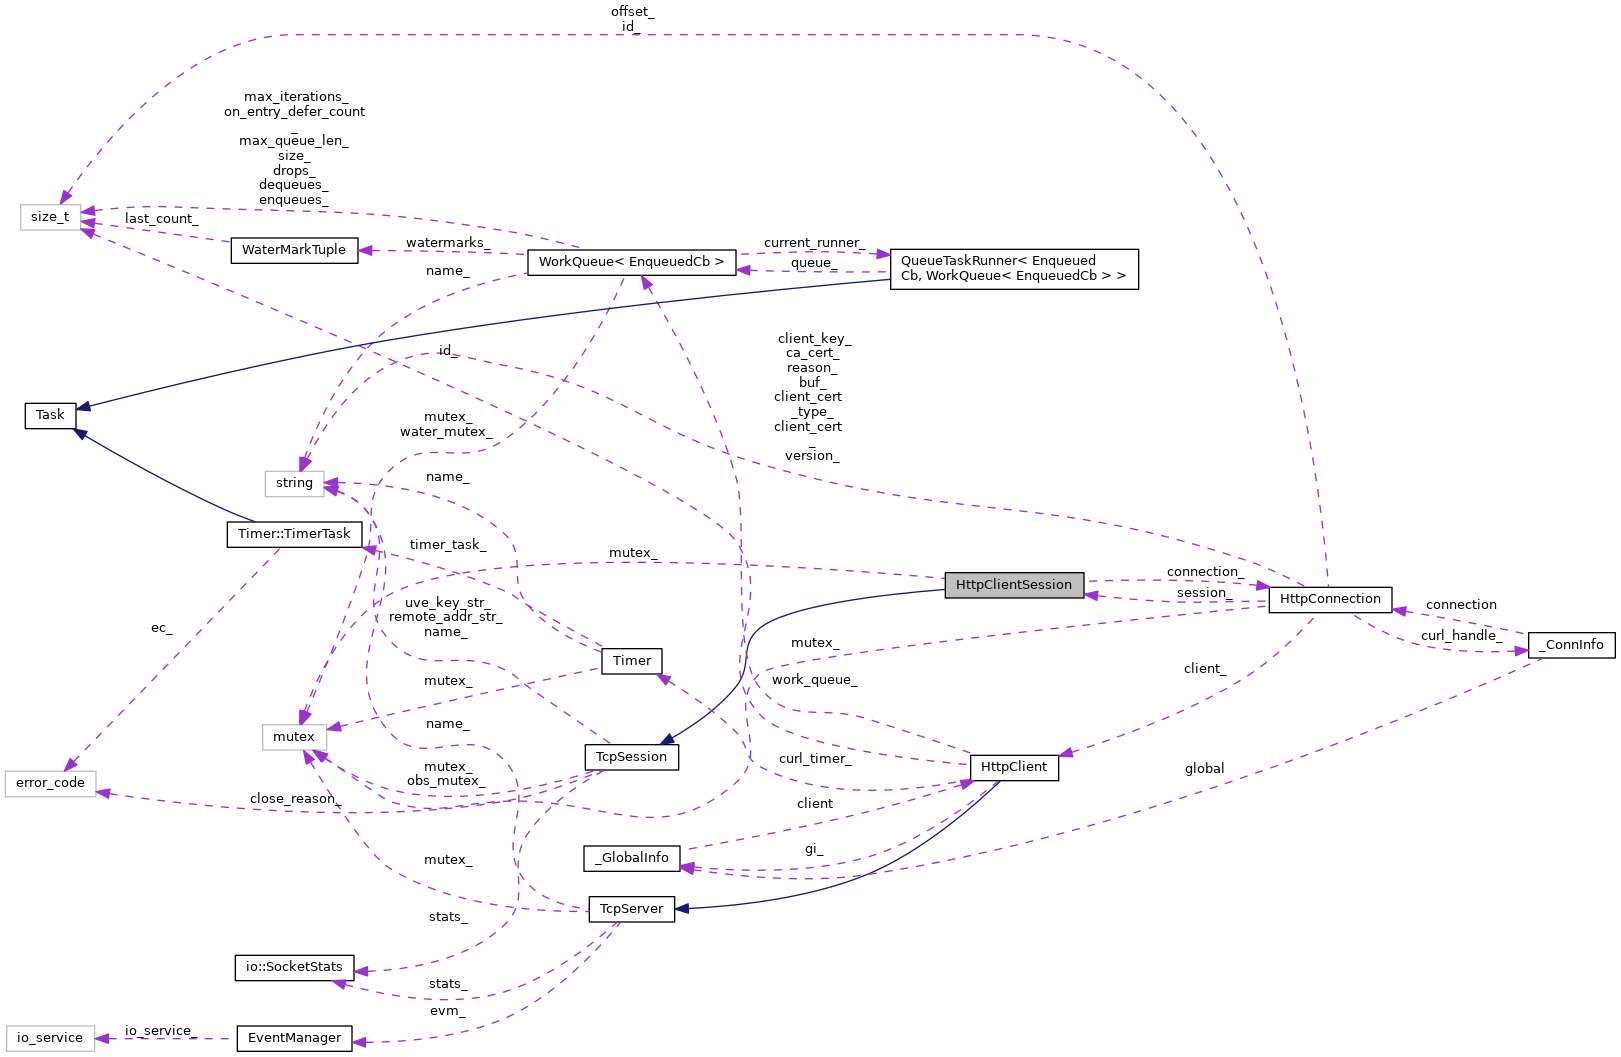 offset_
id_
max_iterations_
on_entry_defer_count
_
max_queue_len_
size_
drops_
dequeues_
enqueues_
size_t
last_count_
WaterMarkTuple
watermarks_
WorkQueue< EnqueuedCb >
current_runner_
queue_
QueueTaskRunner< Enqueued
Cb, WorkQueue< EnqueuedCb > >
name_
id_
client_key_
ca_cert_
reason_
buf_
client_cert
_type_
client_cert
_
version_
Task
mutex_
water_mutex_
string
name_
Timer::TimerTask
timer_task_
mutex_
HttpClientSession
connection_
session_
HttpConnection
connection
curl_handle_
_ConnInfo
uve_key_str_
remote_addr_str_
name_
ec_
Timer
mutex_
work_queue_
client_
mutex_
name_
mutex
TcpSession
curl_timer_
HttpClient
global
error_code
mutex_
obs_mutex_
close_reason_
client
_GlobalInfo
gi_
mutex_
TcpServer
stats_
io::SocketStats
stats_
evm_
io_service
io_service_
EventManager